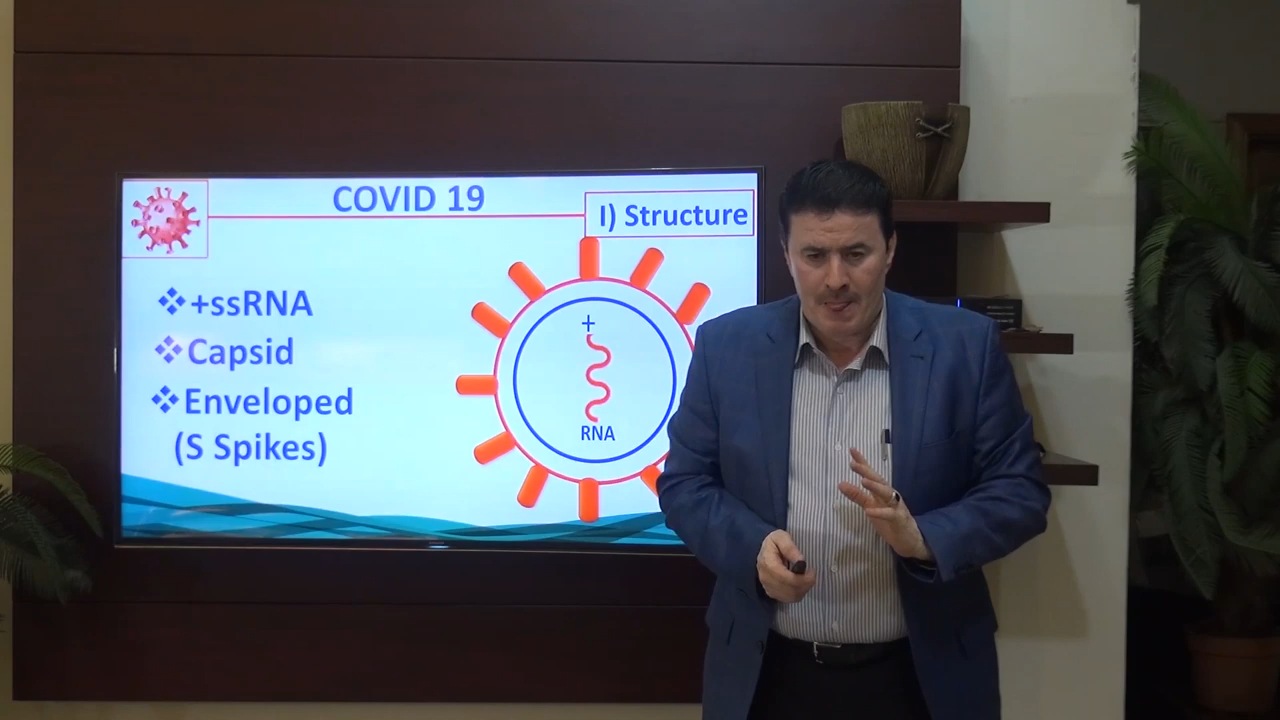 COVID 19
I) Structure
❖+ssRNA
❖Capsid
❖Enveloped
(S Spikes)
+
RNA